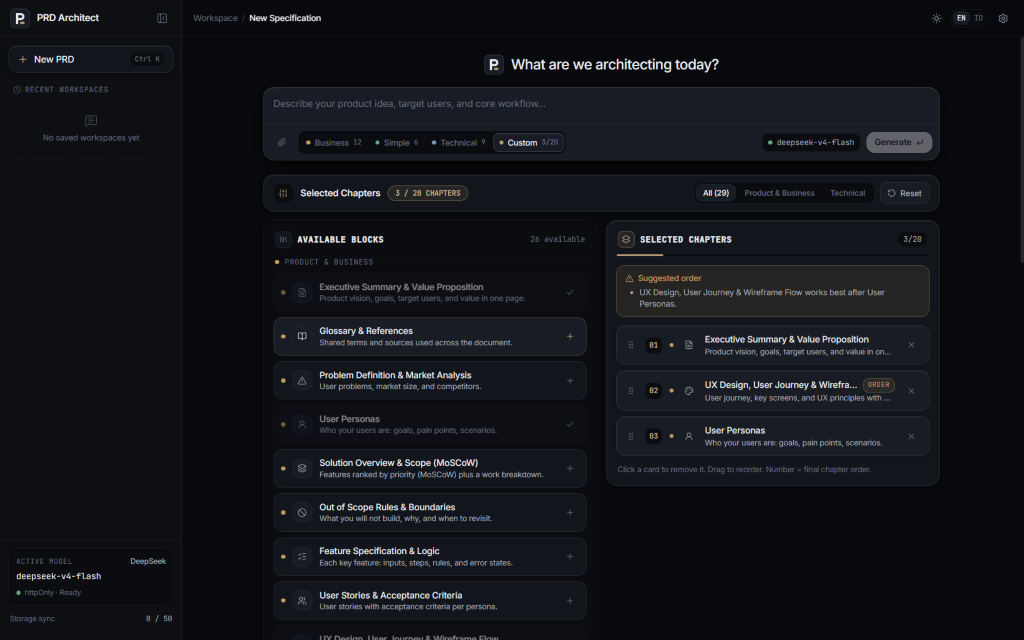 P PRD Architect
Workspace / New Specification
EN ID
+ New PRD Ctrl K
RECENT WORKSPACES
No saved workspaces yet
P What are we architecting today?
Describe your product idea, target users, and core workflow...
Business 12 Simple 6 Technical 9 Custom 3/20
deepseek-v4-flash Generate
Selected Chapters 3 / 20 CHAPTERS
All (29) Product & Business Technical Reset
AVAILABLE BLOCKS 26 available
PRODUCT & BUSINESS
Executive Summary & Value Proposition
Product vision, goals, target users, and value in one page.
Glossary & References
Shared terms and sources used across the document.
Problem Definition & Market Analysis
User problems, market size, and competitors.
User Personas
Who your users are: goals, pain points, scenarios.
Solution Overview & Scope (MoSCoW)
Features ranked by priority (MoSCoW) plus a work breakdown.
Out of Scope Rules & Boundaries
What you will not build, why, and when to revisit.
Feature Specification & Logic
Each key feature: inputs, steps, rules, and error states.
User Stories & Acceptance Criteria
User stories with acceptance criteria per persona.
UX Design, User Journey & Wireframe Flow
SELECTED CHAPTERS 3/20
Suggested order
• UX Design, User Journey & Wireframe Flow works best after User
Personas.
01 Executive Summary & Value Proposition
Product vision, goals, target users, and value in on...
02 UX Design, User Journey & Wirefra... ORDER
User journey, key screens, and UX principles with ...
03 User Personas
Who your users are: goals, pain points, scenarios.
Click a card to remove it. Drag to reorder. Number = final chapter order.
ACTIVE MODEL DeepSeek
deepseek-v4-flash
httpOnly · Ready
Storage sync 0 / 50